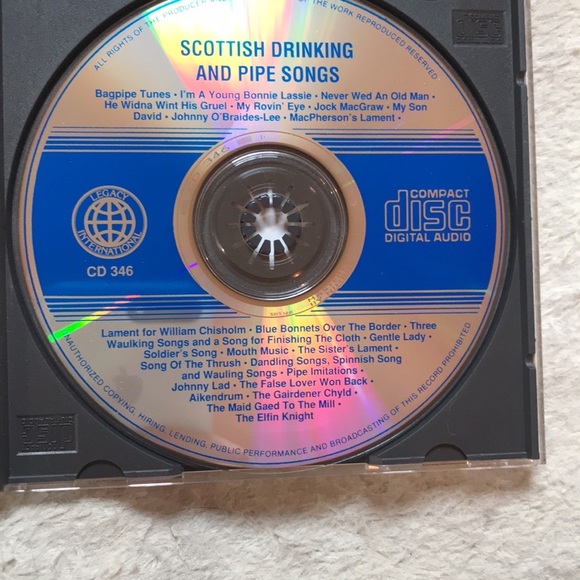 ALL RIGHTS OF THE PRODUCER
OF THE WORK REPRODUCED RESERVED
SCOTTISH DRINKING
AND PIPE SONGS
Bagpipe Tunes • I'm A Young Bonnie Lassie • Never Wed An Old Man •
He Widna Wint His Gruel • My Rovin' Eye • Jock MacGraw • My Son
David • Johnny O'Braides-Lee • MacPherson's Lament •
LEGACY
INTERNATIONAL
CD 346
COMPACT
disc
DIGITAL AUDIO
Lament for William Chisholm • Blue Bonnets Over The Border • Three
Waulking Songs and a Song for Finishing The Cloth • Gentle Lady •
Soldier's Song • Mouth Music • The Sister's Lament •
Song Of The Thrush • Dandling Songs, Spinnish Song
and Wauling Songs • Pipe Imitations •
Johnny Lad • The False Lover Won Back •
Aikendrum • The Gairdener Chyld •
The Maid Gaed To The Mill •
The Elfin Knight
UNAUTHORIZED COPYING, HIRING, LENDING, PUBLIC PERFORMANCE AND BROADCASTING OF THIS RECORD PROHIBITED